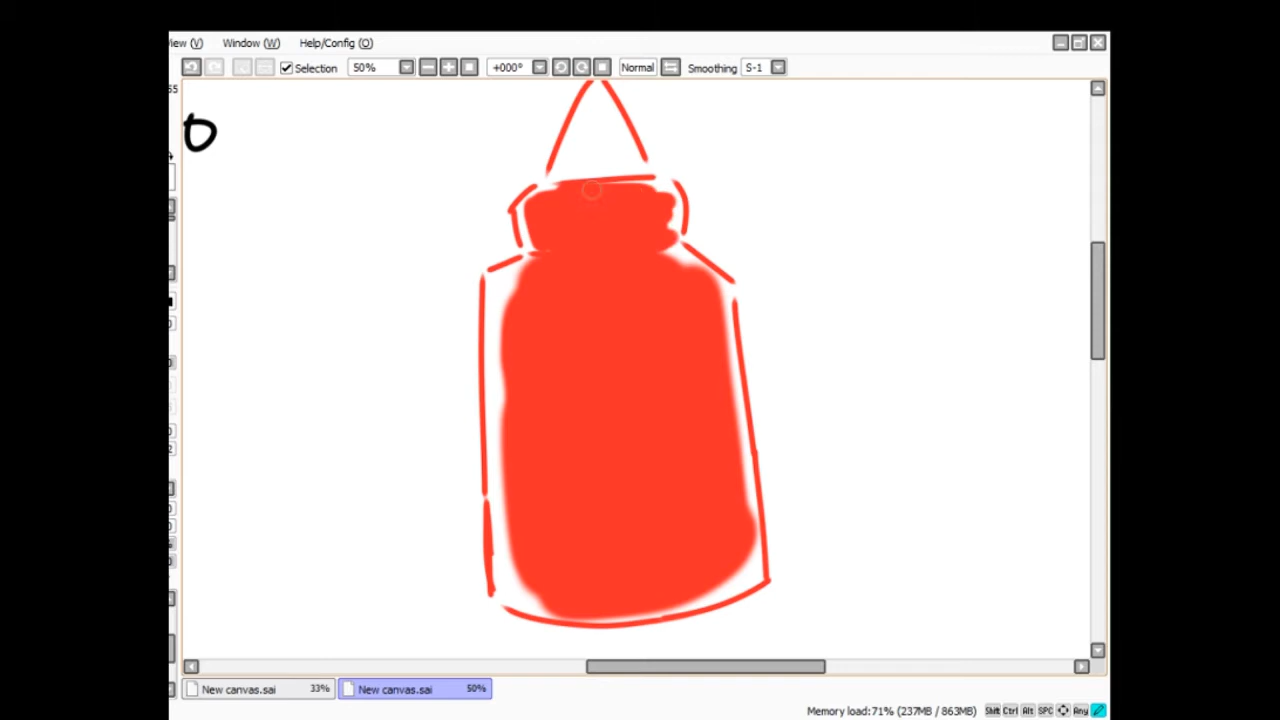 View (V) Window (W) Help/Config (O)
Selection 50% +000° Normal Smoothing S-1
New canvas.sai 33% New canvas.sai 50%
Memory load: 71% (237MB / 863MB) Shift Ctrl Alt SPC Any